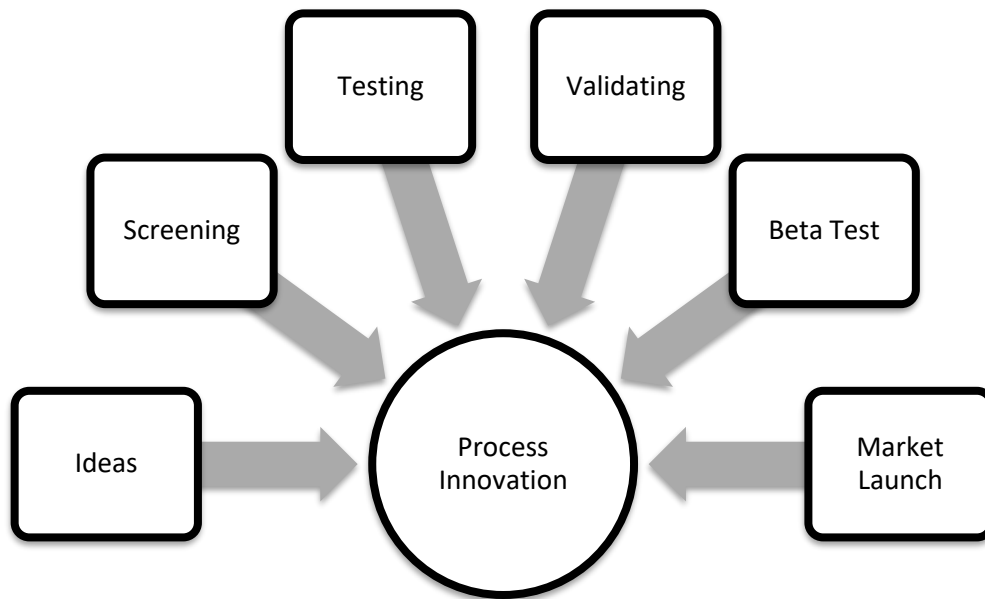 Testing
Validating
Screening
Beta Test
Ideas
Process
Innovation
Market
Launch